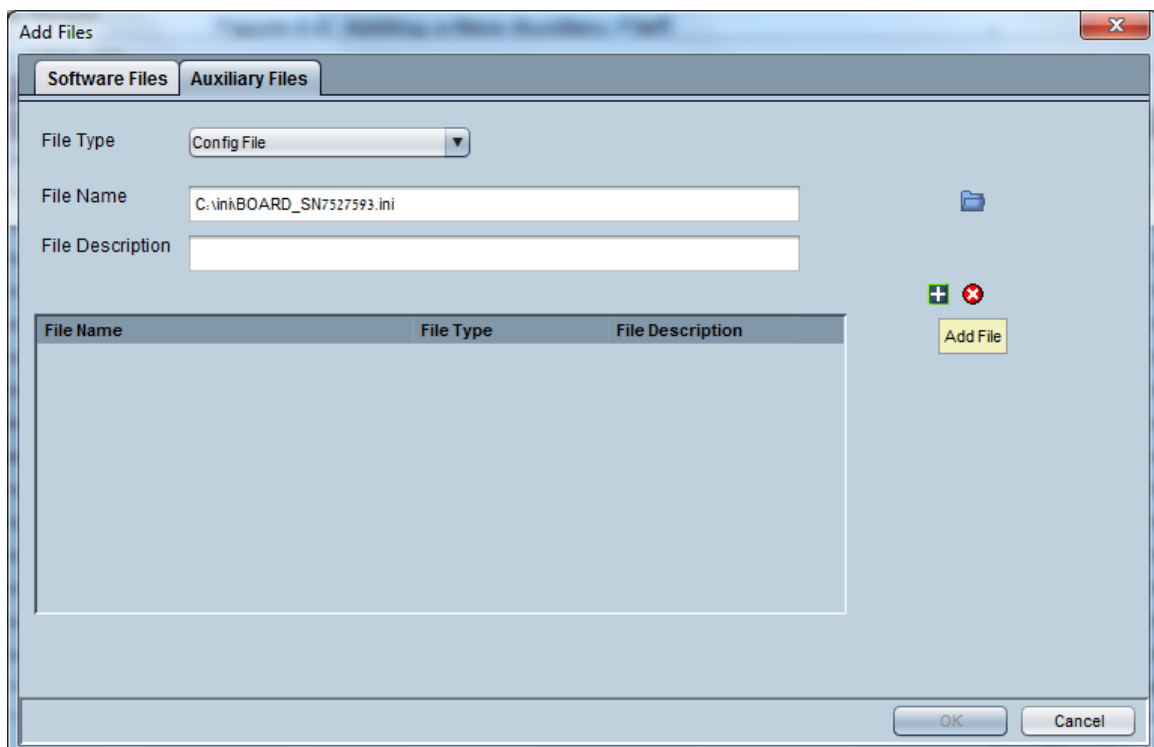 Add Files
Software Files Auxiliary Files
File Type Config File
File Name C:\ini\BOARD_SN7527593.ini
File Description
Add File
File Name File Type File Description
OK Cancel